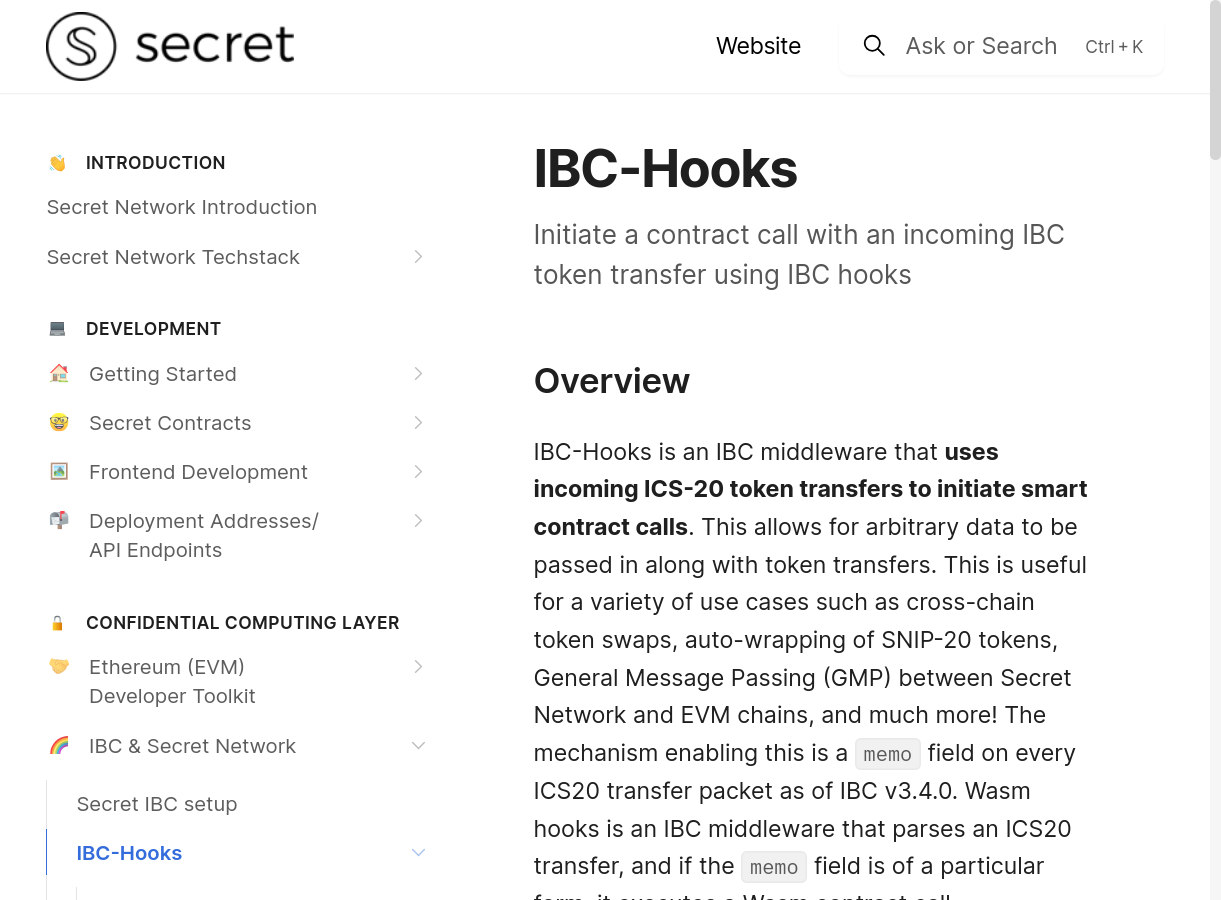 secret
Website
Ask or Search
Ctrl + K
INTRODUCTION
Secret Network Introduction
Secret Network Techstack
DEVELOPMENT
Getting Started
Secret Contracts
Frontend Development
Deployment Addresses/
API Endpoints
CONFIDENTIAL COMPUTING LAYER
Ethereum (EVM)
Developer Toolkit
IBC & Secret Network
Secret IBC setup
IBC-Hooks
IBC-Hooks
Initiate a contract call with an incoming IBC
token transfer using IBC hooks
Overview
IBC-Hooks is an IBC middleware that uses
incoming ICS-20 token transfers to initiate smart
contract calls. This allows for arbitrary data to be
passed in along with token transfers. This is useful
for a variety of use cases such as cross-chain
token swaps, auto-wrapping of SNIP-20 tokens,
General Message Passing (GMP) between Secret
Network and EVM chains, and much more! The
mechanism enabling this is a memo field on every
ICS20 transfer packet as of IBC v3.4.0. Wasm
hooks is an IBC middleware that parses an ICS20
transfer, and if the memo field is of a particular
form, it executes a Wasm contract call.